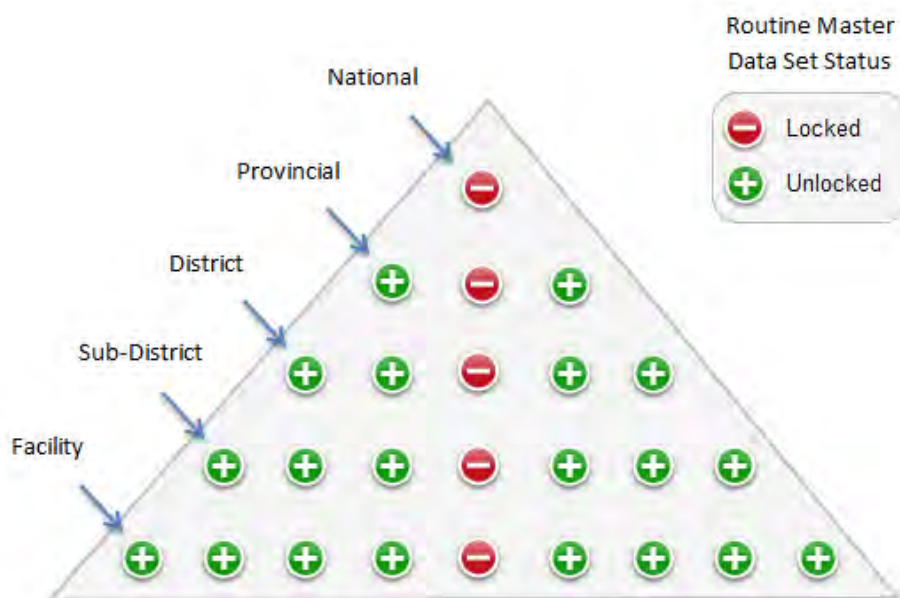 Routine Master
Data Set Status
Locked
Unlocked
National
Provincial
District
Sub-District
Facility